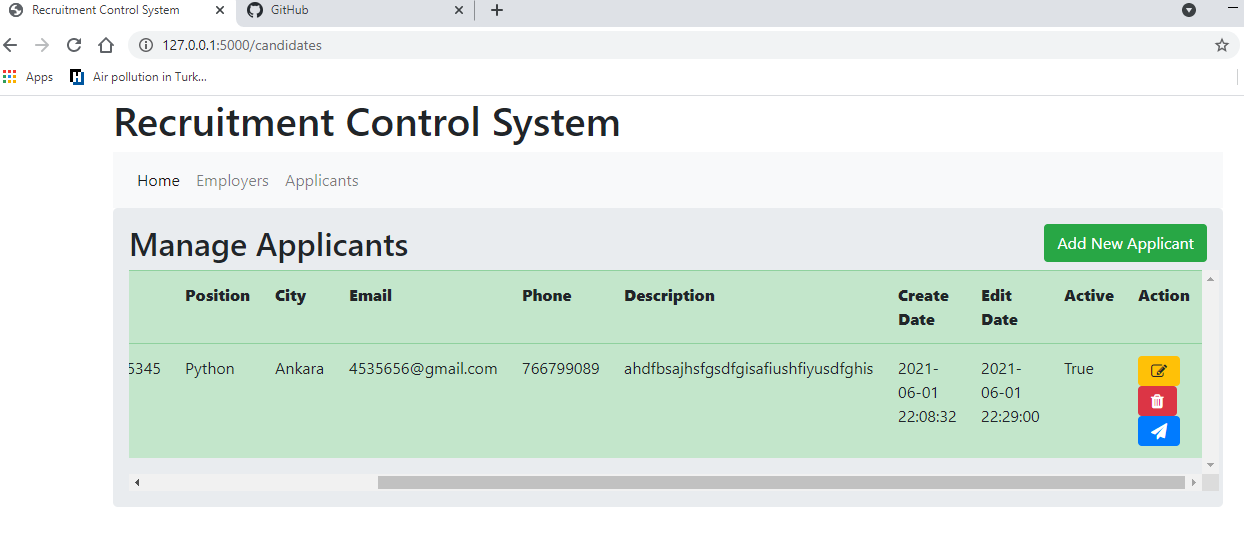 Recruitment Control System
GitHub
127.0.0.1:5000/candidates
Apps
Air pollution in Turk...
Recruitment Control System
Home Employers Applicants
Manage Applicants
Add New Applicant
Position City Email Phone Description Create Edit Active Action
Date Date
5345 Python Ankara 4535656@gmail.com 766799089 ahdfbsajhsfgsdfgisafiushfiyusdfghis 2021- 2021- True
06-01 06-01
22:08:32 22:29:00